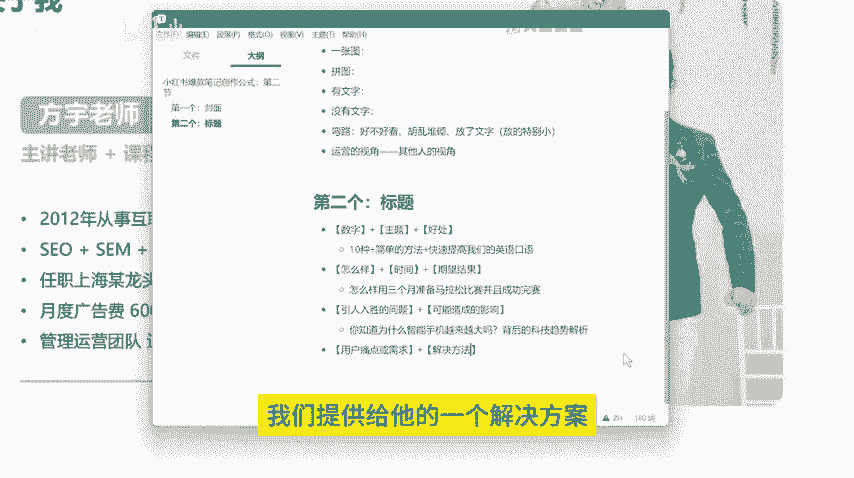 方宇老师
主讲老师 + 课程
2012年从事互联
SEO + SEM +
任职上海某龙头
月度广告费 600
管理运营团队
文件(F) 编辑(E) 段落(P) 格式(O) 视图(V) 主题(T) 帮助(H)
文件 大纲
小红书爆款笔记创作公式：第二
节
第一个：封面
第二个：标题
一张图：
拼图：
有文字：
没有文字：
弯路：好不好看、胡乱堆砌、放了文字（放的特别小）
运营的视角——其他人的视角
第二个：标题
【数字】+【主题】+【好处】
10种+简单的方法+快速提高我们的英语口语
【怎么样】+【时间】+【期望结果】
怎么样用三个月准备马拉松比赛并且成功完赛
【引人入胜的问题】+【可能造成的影响】
你知道为什么智能手机越来越大吗？背后的科技趋势解析
【用户痛点或需求】+【解决方法】
ZH 180 词
我们提供给他的一个解决方案